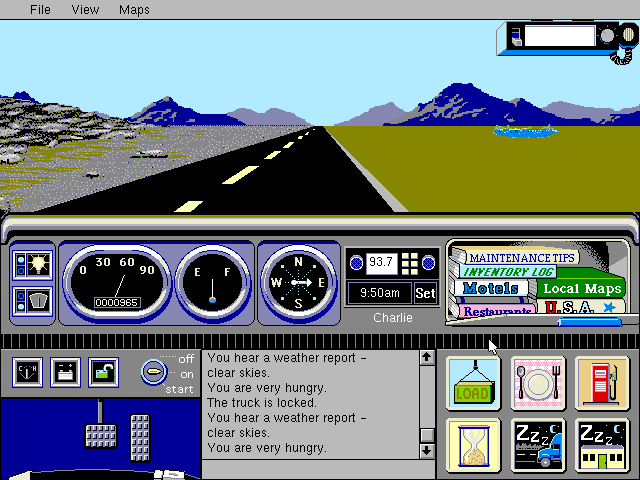 File View Maps
0 30 60 90
0000965
E F
N
W E
S
93.7
9:50am Set
Charlie
MAINTENANCE TIPS
INVENTORY LOG
Motels
Local Maps
Restaurants
U.S.A.
off
on
start
C H
You hear a weather report –
clear skies.
You are very hungry.
The truck is locked.
You hear a weather report –
clear skies.
You are very hungry.
LOAD
ZZZ
ZZZ